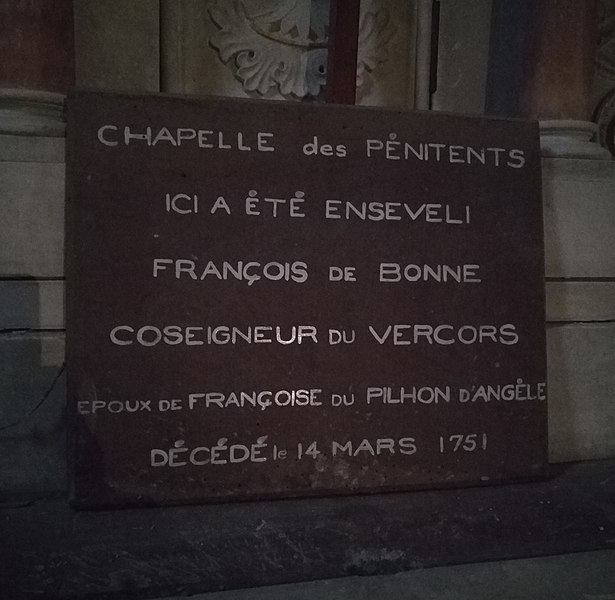 CHAPELLE des PÉNITENTS
ICI A ÉTÉ ENSEVELI
FRANÇOIS DE BONNE
COSEIGNEUR DU VERCORS
EPOUX DE FRANÇOISE DU PILHON D'ANGÈLE
DÉCÉDÉ le 14 MARS 1751